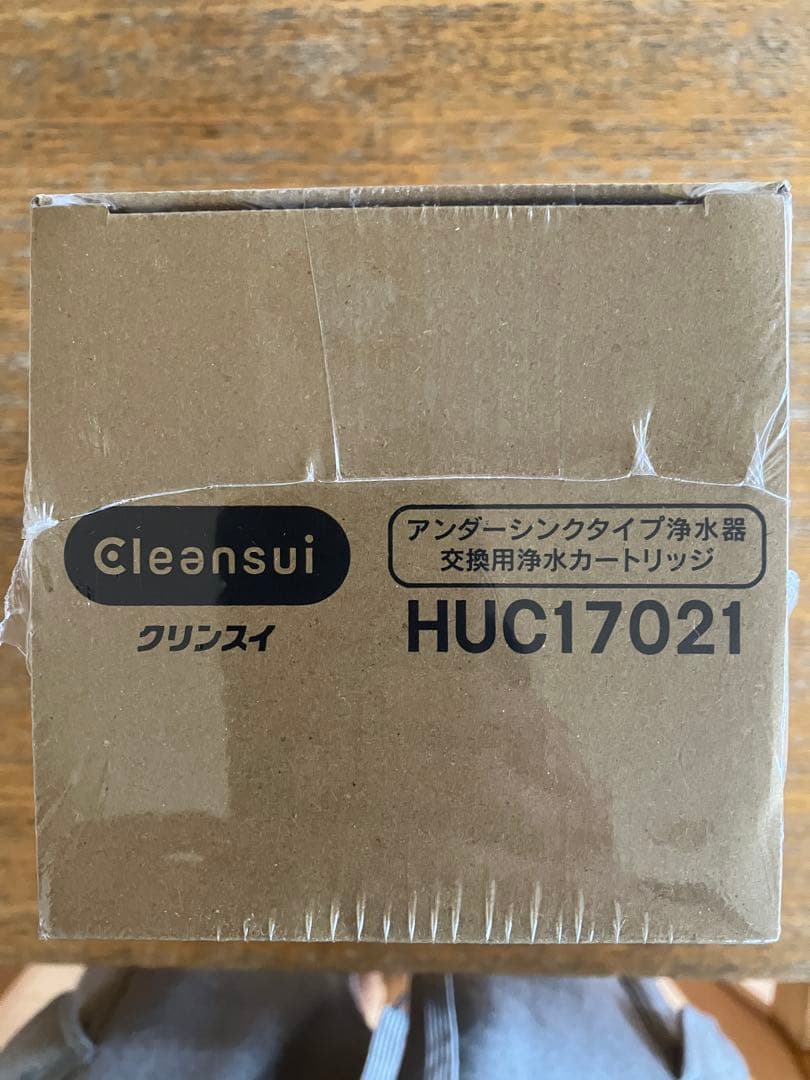 Cleansui
クリンスイ
アンダーシンクタイプ浄水器
交換用浄水カートリッジ
HUC17021